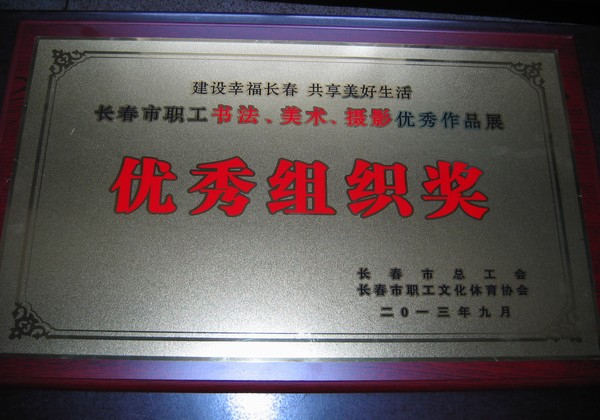 建设幸福长春 共享美好生活
长春市职工书法、美术、摄影优秀作品展
优秀组织奖
长春市总工会
长春市职工文化体育协会
二〇一三年九月